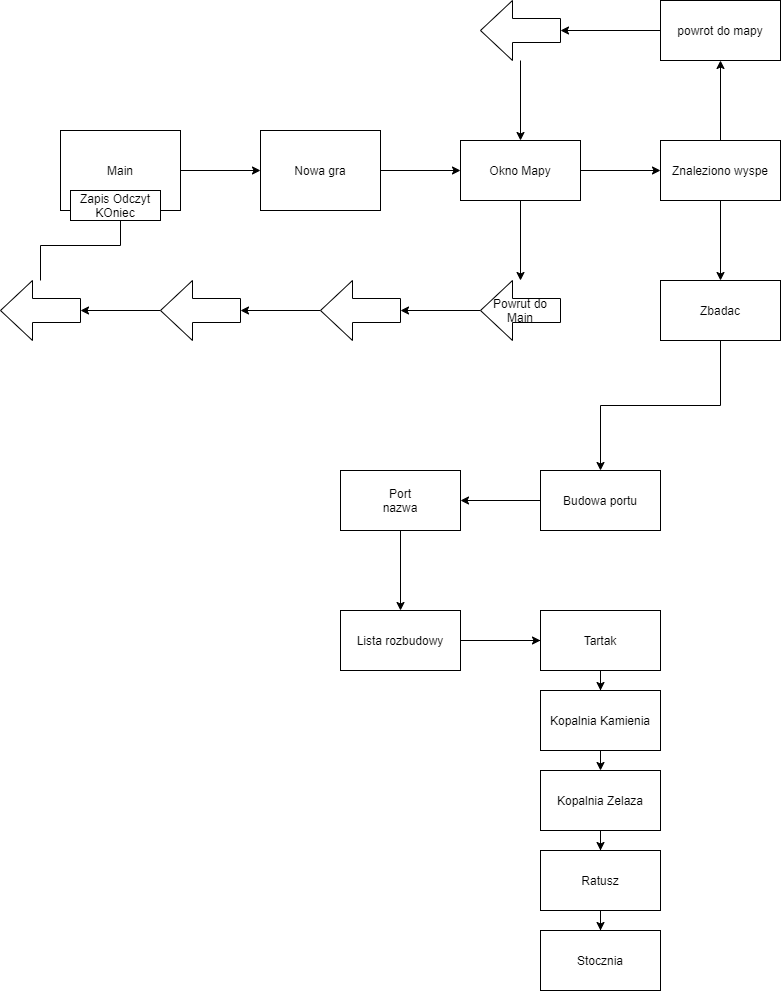 powrot do mapy
Main
Nowa gra
Okno Mapy
Znaleziono wyspe
Zapis Odczyt
KOniec
Powrut do
Main
Zbadac
Port
nazwa
Budowa portu
Lista rozbudowy
Tartak
Kopalnia Kamienia
Kopalnia Zelaza
Ratusz
Stocznia